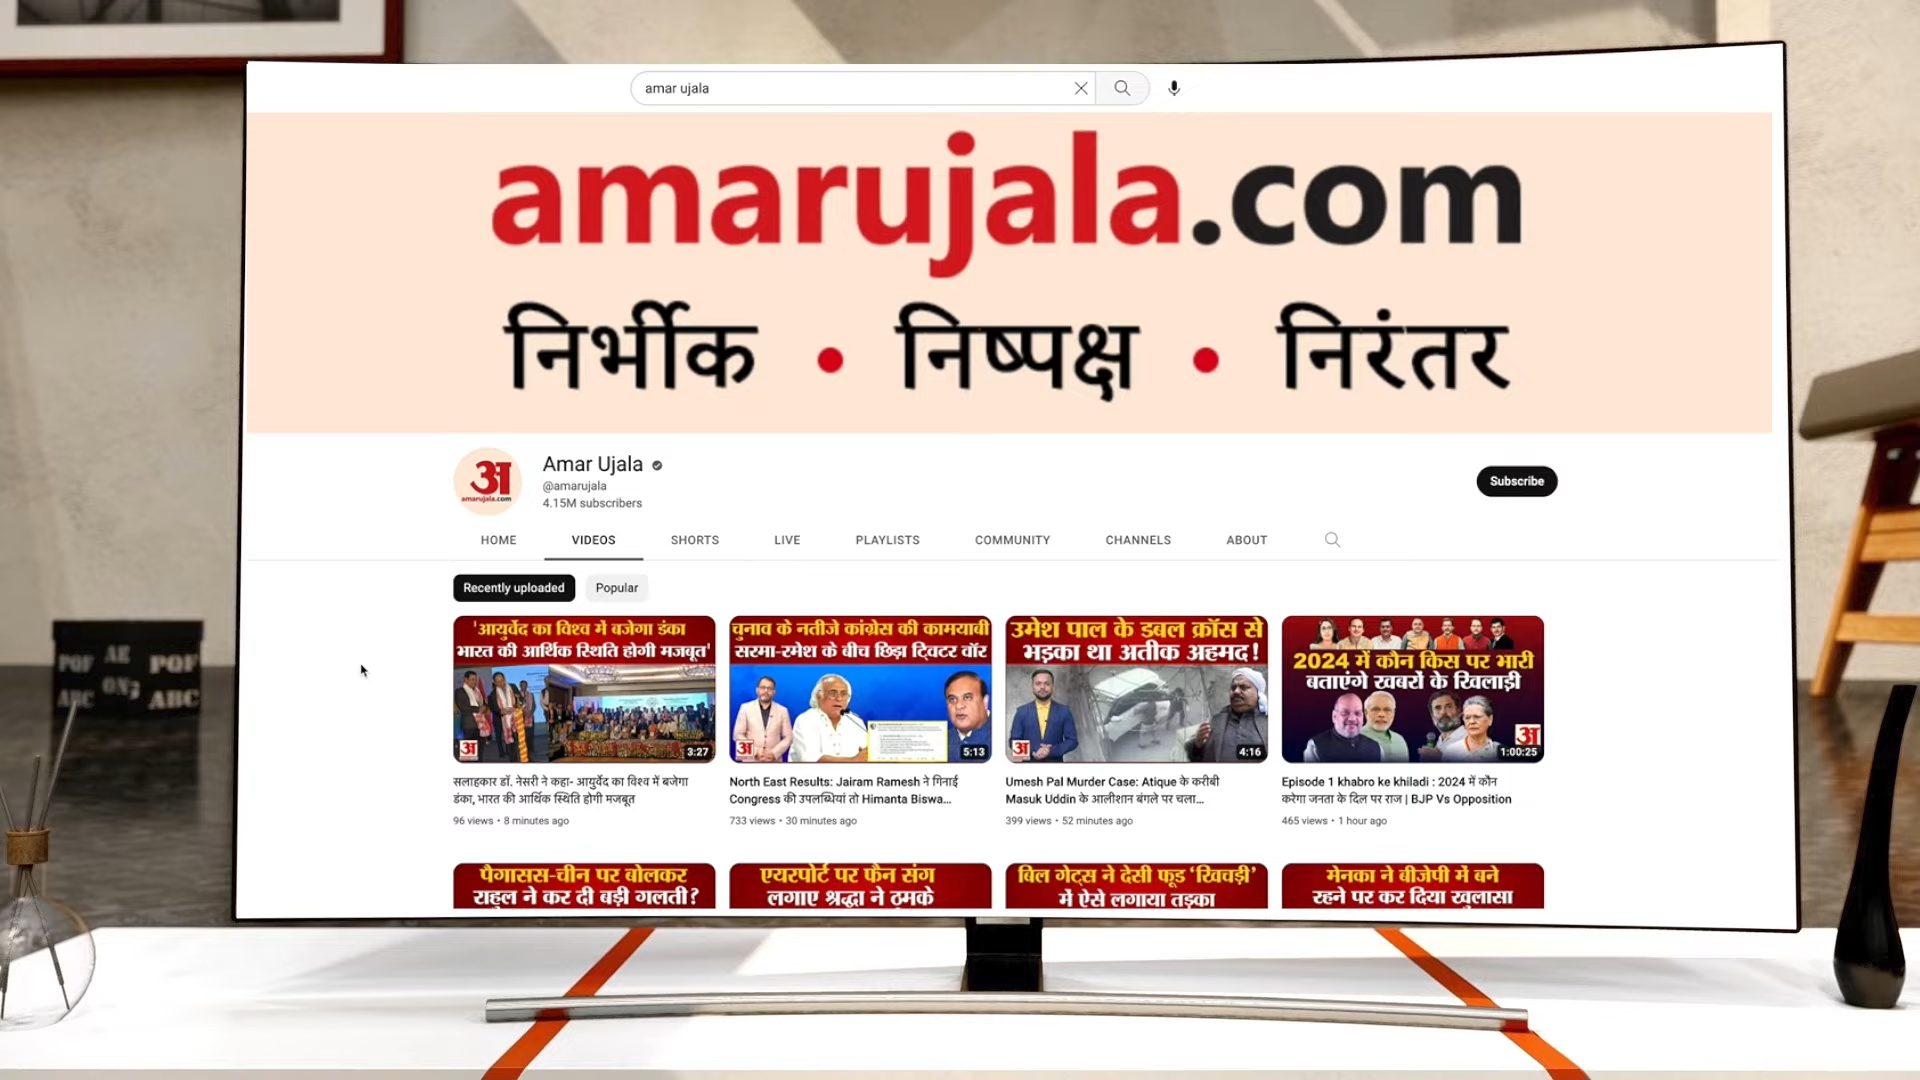 amar ujala
amarujala.com
निर्भीक • निष्पक्ष • निरंतर
अ
amarujala.com
Amar Ujala
@amarujala
4.15M subscribers
Subscribe
HOME VIDEOS SHORTS LIVE PLAYLISTS COMMUNITY CHANNELS ABOUT
Recently uploaded Popular
'आयुर्वेद का विश्व में बजेगा डंका
भारत की आर्थिक स्थिति होगी मजबूत'
अ
3:27
सलाहकार डॉ. नेसरी ने कहा- आयुर्वेद का विश्व में बजेगा
डंका, भारत की आर्थिक स्थिति होगी मजबूत
96 views • 8 minutes ago
चुनाव के नतीजे कांग्रेस की कामयाबी
सरमा-रमेश के बीच छिड़ा ट्विटर वॉर
अ
5:13
North East Results: Jairam Ramesh ने गिनाई
Congress की उपलब्धियां तो Himanta Biswa...
733 views • 30 minutes ago
उमेश पाल के डबल क्रॉस से
भड़का था अतीक अहमद!
अ
4:16
Umesh Pal Murder Case: Atique के करीबी
Masuk Uddin के आलीशान बंगले पर चला...
399 views • 52 minutes ago
2024 में कौन किस पर भारी
बताएंगे खबरों के खिलाड़ी
अ
1:00:25
Episode 1 khabro ke khiladi : 2024 में कौन
करेगा जनता के दिल पर राज | BJP Vs Opposition
465 views • 1 hour ago
पैगासस-चीन पर बोलकर
राहुल ने कर दी बड़ी गलती?
एयरपोर्ट पर फैन संग
लगाए श्रद्धा ने ठुमके
बिल गेट्स ने देसी फूड 'खिचड़ी'
में ऐसे लगाया तड़का
मेनका ने बीजेपी में बने
रहने पर कर दिया खुलासा